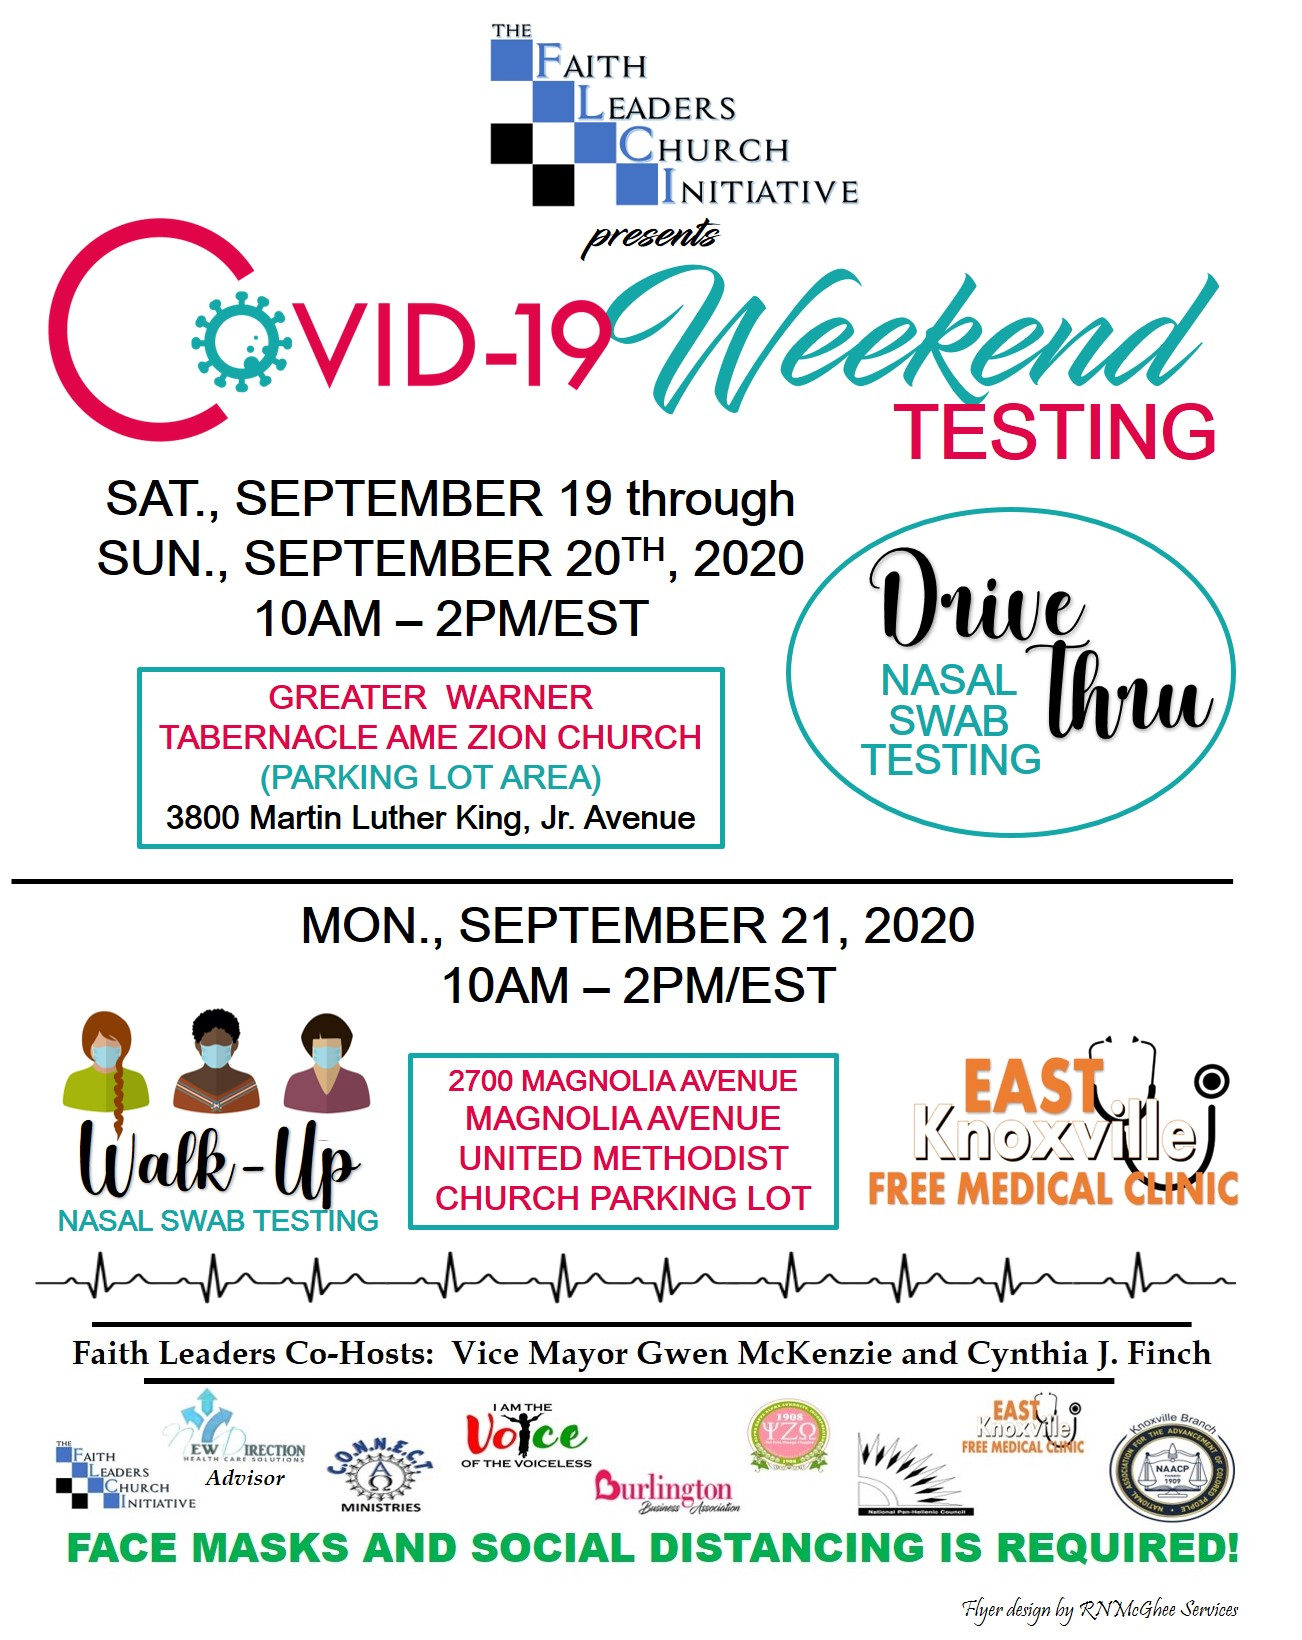 THE
FAITH
LEADERS
CHURCH
INITIATIVE
presents
COVID-19 Weekend
TESTING
SAT., SEPTEMBER 19 through
SUN., SEPTEMBER 20TH, 2020
10AM – 2PM/EST
Drive
Thru
NASAL
SWAB
TESTING
GREATER WARNER
TABERNACLE AME ZION CHURCH
(PARKING LOT AREA)
3800 Martin Luther King, Jr. Avenue
MON., SEPTEMBER 21, 2020
10AM – 2PM/EST
Walk-Up
NASAL SWAB TESTING
2700 MAGNOLIA AVENUE
MAGNOLIA AVENUE
UNITED METHODIST
CHURCH PARKING LOT
EAST
Knoxville
FREE MEDICAL CLINIC
Faith Leaders Co-Hosts: Vice Mayor Gwen McKenzie and Cynthia J. Finch
THE
FAITH
LEADERS
CHURCH
INITIATIVE
NEW DIRECTION
HEALTH CARE SOLUTIONS
Advisor
C.O.N.N.E.C.T
ΑΩ
MINISTRIES
I AM THE
VOICE
OF THE VOICELESS
Burlington
Business Association
1908
ΨΖΩ
National Pan-Hellenic Council
EAST
Knoxville
FREE MEDICAL CLINIC
Knoxville Branch
NATIONAL ASSOCIATION FOR THE ADVANCEMENT OF COLORED PEOPLE
NAACP
FOUNDED
1909
FACE MASKS AND SOCIAL DISTANCING IS REQUIRED!
Flyer design by RNMcGhee Services